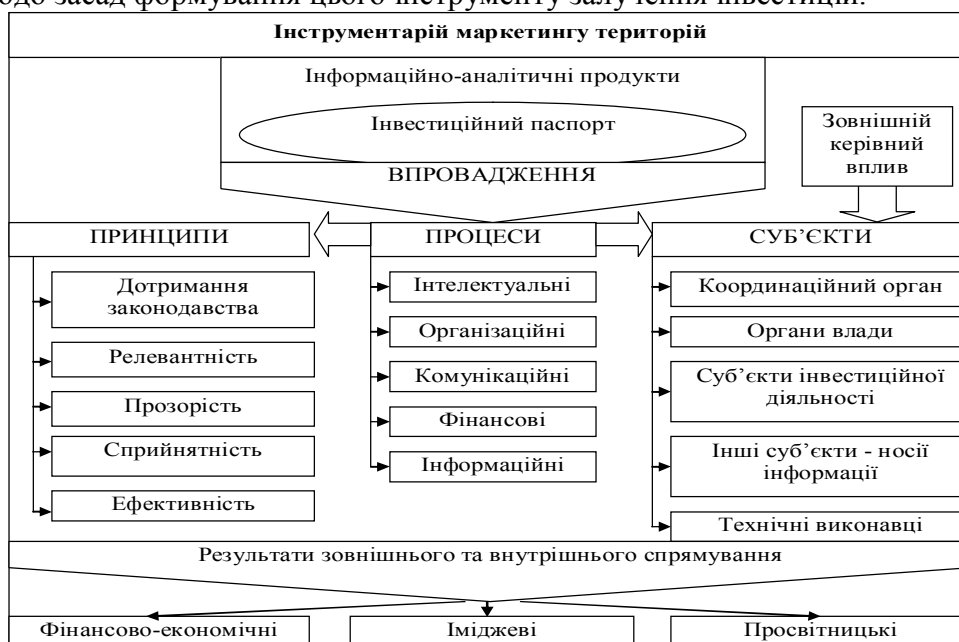 одо засад формування цього інструменту залучення інвестицій.
Інструментарій маркетингу територій
Інформаційно-аналітичні продукти
Інвестиційний паспорт
ВПРОВАДЖЕННЯ
Зовнішній
керівний
вплив
ПРИНЦИПИ
Дотримання
законодавства
Релевантність
Прозорість
Сприйнятність
Ефективність
ПРОЦЕСИ
Інтелектуальні
Організаційні
Комунікаційні
Фінансові
Інформаційні
СУБ’ЄКТИ
Координаційний орган
Органи влади
Суб’єкти інвестиційної
діяльності
Інші суб’єкти - носії
інформації
Технічні виконавці
Результати зовнішнього та внутрішнього спрямування
Фінансово-економічні
Іміджеві
Просвітницькі